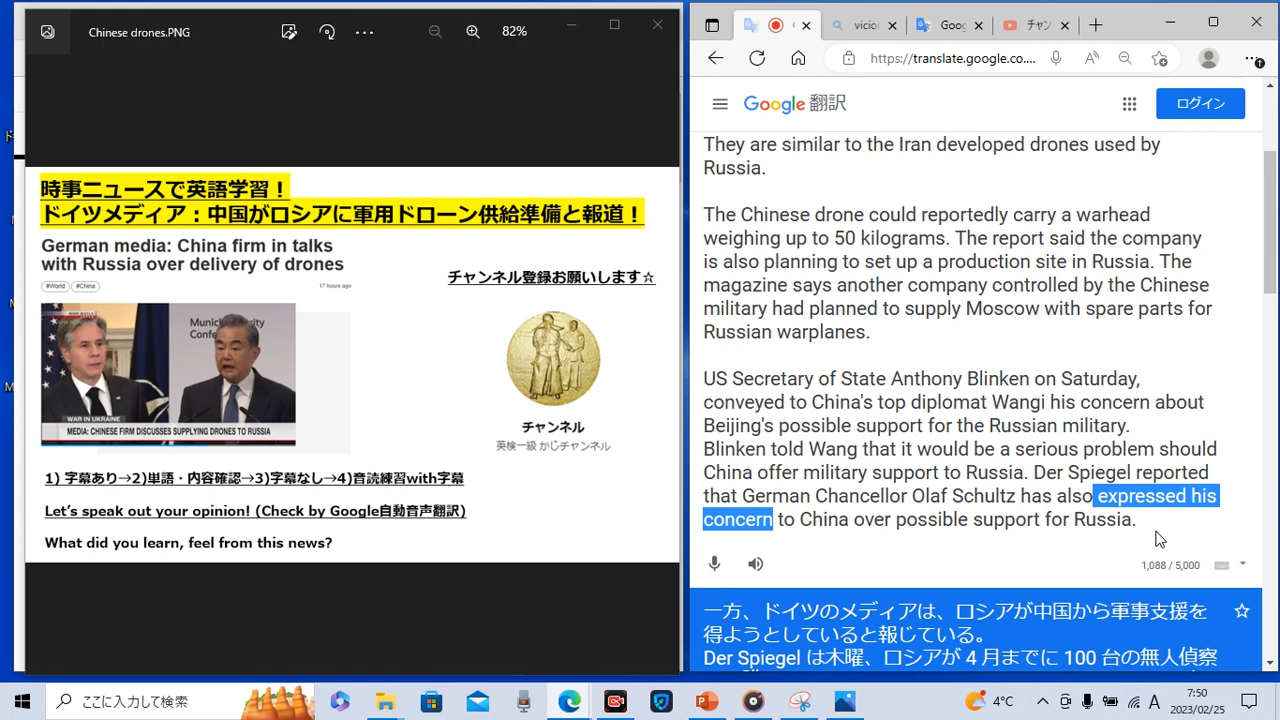 Chinese drones.PNG
82%
時事ニュースで英語学習！
ドイツメディア：中国がロシアに軍用ドローン供給準備と報道！
German media: China firm in talks
with Russia over delivery of drones
#World #China
17 hours ago
チャンネル登録お願いします☆
Munich Security
Conference
WAR IN UKRAINE
MEDIA: CHINESE FIRM DISCUSSES SUPPLYING DRONES TO RUSSIA
チャンネル
英検一級 かじチャンネル
1) 字幕あり→2)単語・内容確認→3)字幕なし→4)音読練習with字幕
Let's speak out your opinion! (Check by Google自動音声翻訳)
What did you learn, feel from this news?
vicio
Goog
チャン
https://translate.google.co....
Google 翻訳
ログイン
They are similar to the Iran developed drones used by
Russia.
The Chinese drone could reportedly carry a warhead
weighing up to 50 kilograms. The report said the company
is also planning to set up a production site in Russia. The
magazine says another company controlled by the Chinese
military had planned to supply Moscow with spare parts for
Russian warplanes.
US Secretary of State Anthony Blinken on Saturday,
conveyed to China's top diplomat Wangi his concern about
Beijing's possible support for the Russian military.
Blinken told Wang that it would be a serious problem should
China offer military support to Russia. Der Spiegel reported
that German Chancellor Olaf Schultz has also expressed his
concern to China over possible support for Russia.
1,088 / 5,000
一方、ドイツのメディアは、ロシアが中国から軍事支援を
得ようとしていると報じている。
Der Spiegel は木曜、ロシアが 4 月までに 100 台の無人偵察
ここに入力して検索
4°C
A
7:50
2023/02/25